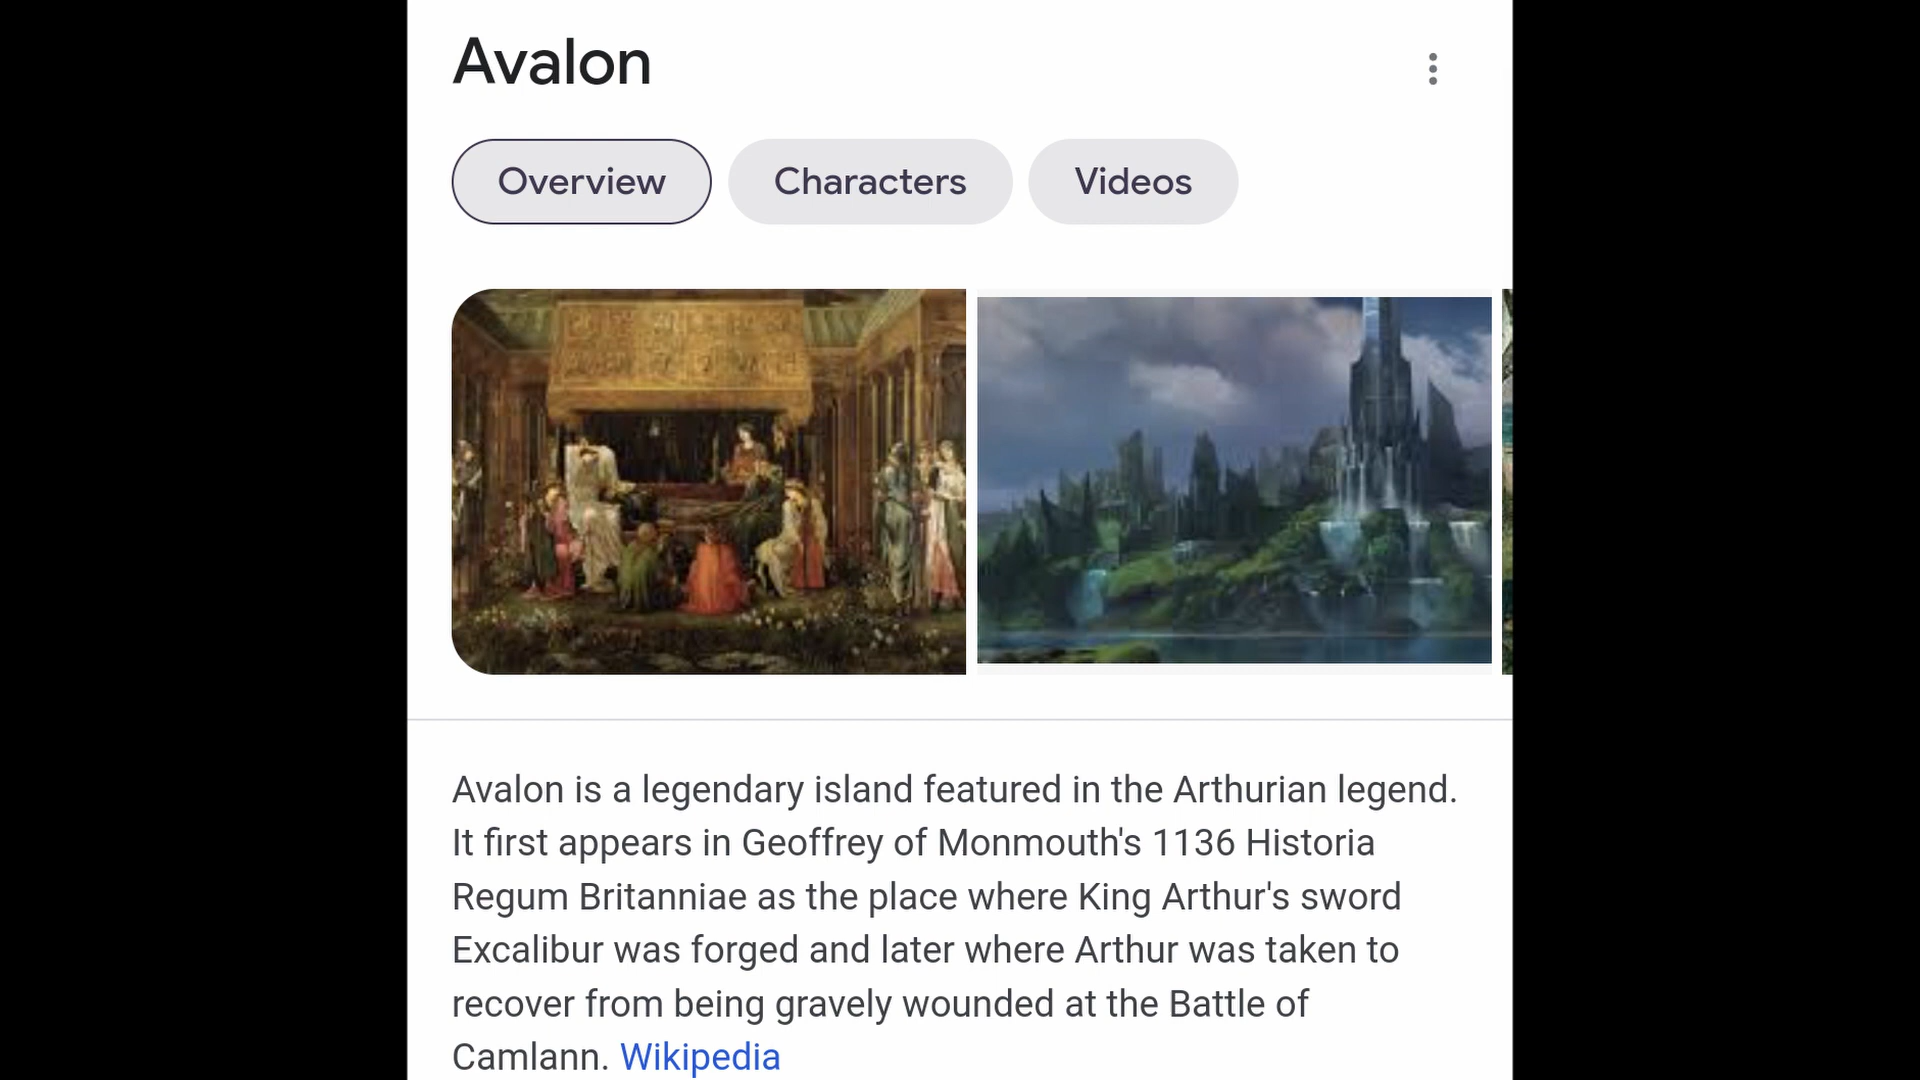 Avalon
Overview
Characters
Videos
Avalon is a legendary island featured in the Arthurian legend.
It first appears in Geoffrey of Monmouth's 1136 Historia
Regum Britanniae as the place where King Arthur's sword
Excalibur was forged and later where Arthur was taken to
recover from being gravely wounded at the Battle of
Camlann. Wikipedia